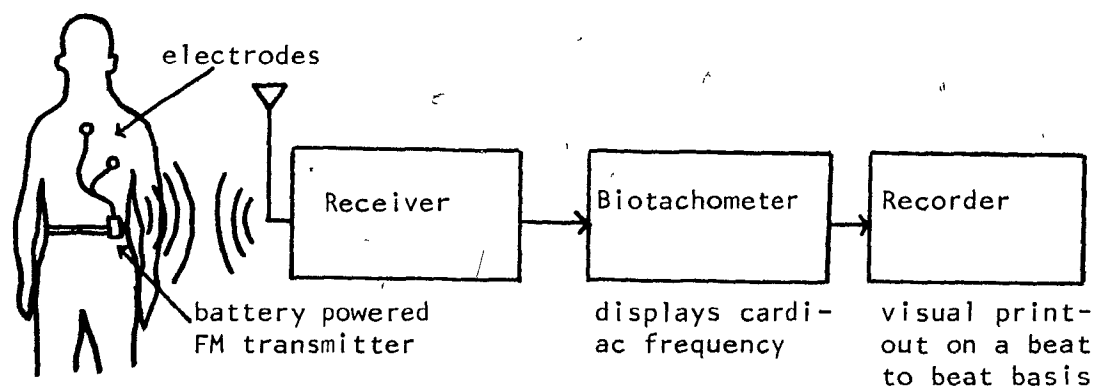 electrodes
Receiver
Biotachometer
Recorder
battery powered
FM transmitter
displays cardi-
ac frequency
visual print-
out on a beat
to beat basis